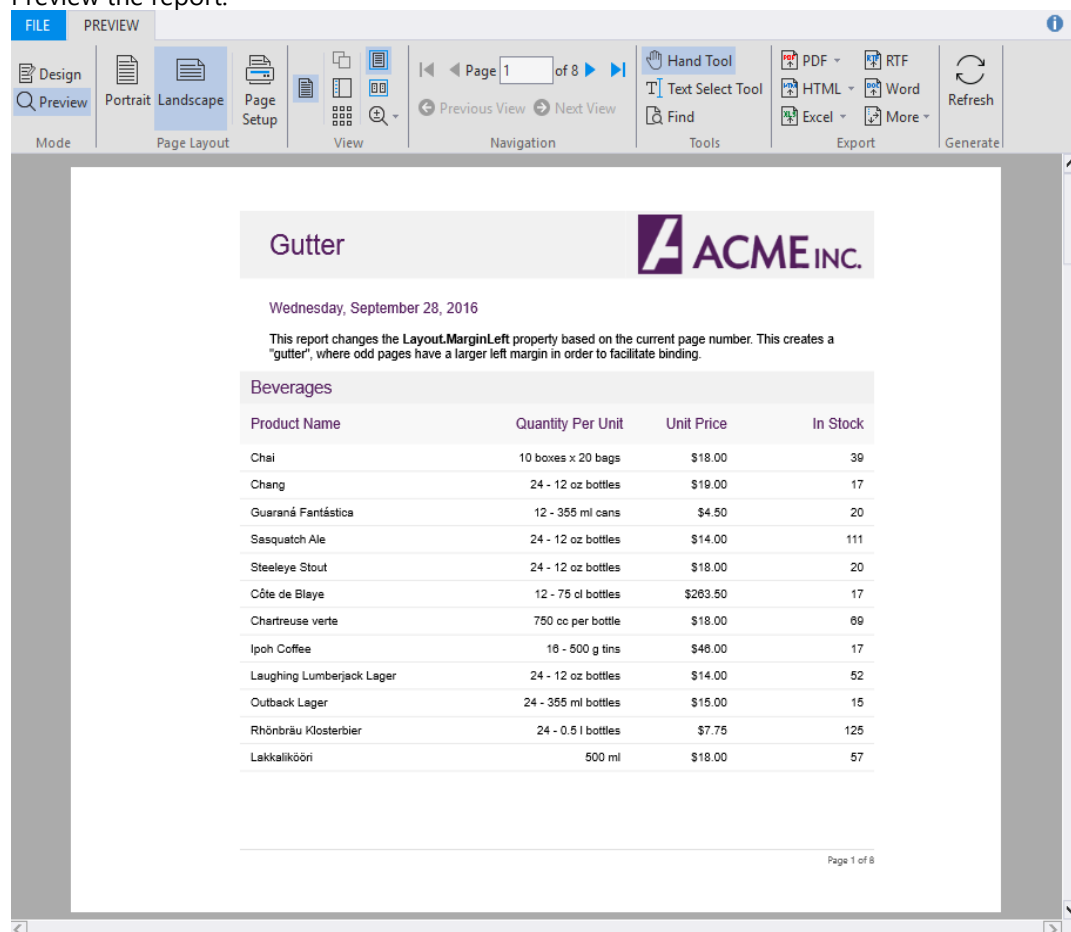 Preview the report.
FILE PREVIEW
Design
Preview
Mode
Portrait Landscape
Page Setup
Page Layout
View
Page 1 of 8
Previous View Next View
Navigation
Hand Tool
Text Select Tool
Find
Tools
PDF RTF
HTML Word
Excel More
Export
Refresh
Generate
Gutter
ACME INC.
Wednesday, September 28, 2016
This report changes the Layout.MarginLeft property based on the current page number. This creates a
"gutter", where odd pages have a larger left margin in order to facilitate binding.
Beverages
Product Name Quantity Per Unit Unit Price In Stock
Chai 10 boxes x 20 bags $18.00 39
Chang 24 - 12 oz bottles $19.00 17
Guaraná Fantástica 12 - 355 ml cans $4.50 20
Sasquatch Ale 24 - 12 oz bottles $14.00 111
Steeleye Stout 24 - 12 oz bottles $18.00 20
Côte de Blaye 12 - 75 cl bottles $263.50 17
Chartreuse verte 750 cc per bottle $18.00 69
Ipoh Coffee 16 - 500 g tins $46.00 17
Laughing Lumberjack Lager 24 - 12 oz bottles $14.00 52
Outback Lager 24 - 355 ml bottles $15.00 15
Rhönbräu Klosterbier 24 - 0.5 l bottles $7.75 125
Lakkalikööri 500 ml $18.00 57
Page 1 of 8